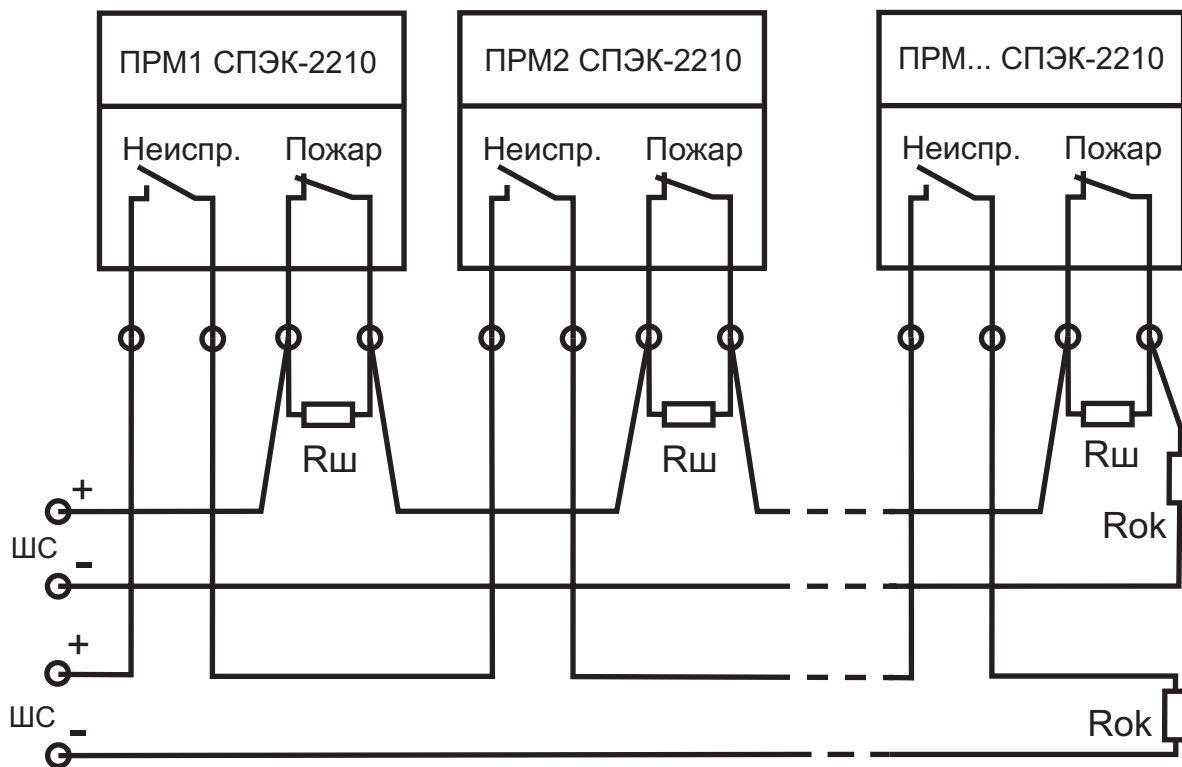 ПРМ1 СПЭК-2210
ПРМ2 СПЭК-2210
ПРМ... СПЭК-2210
Неиспр. Пожар
Неиспр. Пожар
Неиспр. Пожар
Rш
Rш
Rш
+
ШС
-
Rok
+
ШС
-
Rok